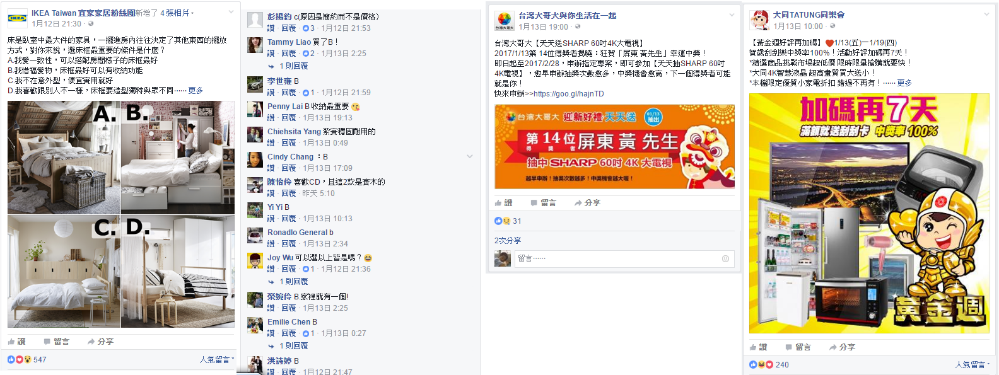 IKEA
IKEA Taiwan 宜家家居粉絲團新增了 4 張相片。
1月12日 21:30 ·
床是臥室中最大件的家具，一擺進房內往往決定了其他東西的擺放
方式，對你來說，選床框最重要的條件是什麼？
A.我愛一致性，可以搭配房間樣子的床框最好
B.我惜福愛物，床框最好可以有收納功能
C.我不在意外型，便宜實用就好
D.我喜歡跟別人不一樣，床框要造型獨特與眾不同⋯⋯ 更多
A. B.
C. D.
讚 留言 分享
547 人氣留言
彭揚鈞 c(原因是簡約而不是價格)
讚 · 回覆 · 3 · 1月12日 21:53
Tammy Liao 買了B！
讚 · 回覆 · 2 · 1月13日 2:25
1 則回覆
李世雍 B
讚 · 回覆 · 1 · 1月12日 21:59
Penny Lai B 收納最重要
讚 · 回覆 · 1月13日 19:13
Chiehsita Yang 紮實穩固耐用的
讚 · 回覆 · 1月13日 0:49
Cindy Chang ：B
讚 · 回覆 · 1月13日 17:09
陳怡伶 喜歡CD，且這2款是實木的
讚 · 回覆 · 昨天 5:10
Yi Yi B
讚 · 回覆 · 1月13日 10:13
Ronadlo General b
讚 · 回覆 · 1月13日 2:34
Joy Wu 可以選以上皆是嗎？
讚 · 回覆 · 1 · 1月12日 21:36
1 則回覆
榮婉伶 B.家裡就有一個!
讚 · 回覆 · 1月13日 2:25
Emilie Chen B
讚 · 回覆 · 1 · 1月13日 0:27
1 則回覆
洪詩婷 B
讚 · 回覆 · 1月12日 21:47
台灣大哥大
台灣大哥大與你生活在一起
1月13日 19:00 ·
台灣大哥大【天天送SHARP 60吋4K大電視】
2017/1/13第 14位得獎者揭曉：狂賀「屏東 黃先生」幸運中獎！
即日起至2017/2/28，申辦指定專案，即可參加【天天抽SHARP 60吋
4K電視】，愈早申辦抽獎次數愈多，中獎機會愈高，下一個得獎者可能
就是你！
快來申辦>>https://goo.gl/hajnTD
台灣大哥大 迎新好禮 天天送 01/13 抽出
第14位得獎者 屏東 黃 先生
抽中 SHARP 60吋 4K 大電視
越早申辦！抽獎次數越多！中獎機會越大喔！
讚 留言 分享
31
2次分享
留言⋯⋯
大同TATUNG同樂會
1月13日 10:00 ·
【黃金週好評再加碼】1/13(五)一1/19(四)
賀歲刮刮樂中獎率100%！活動好評加碼再7天！
*精選商品挑戰市場超低價 限時限量搶購就要快！
*大同4K智慧液晶 超高畫質買大送小！
*本檔限定優質小家電折扣 錯過不再有！⋯⋯ 更多
加碼再7天
滿額就送刮刮卡 中獎率100%
黃金週
讚 留言 分享
240 人氣留言